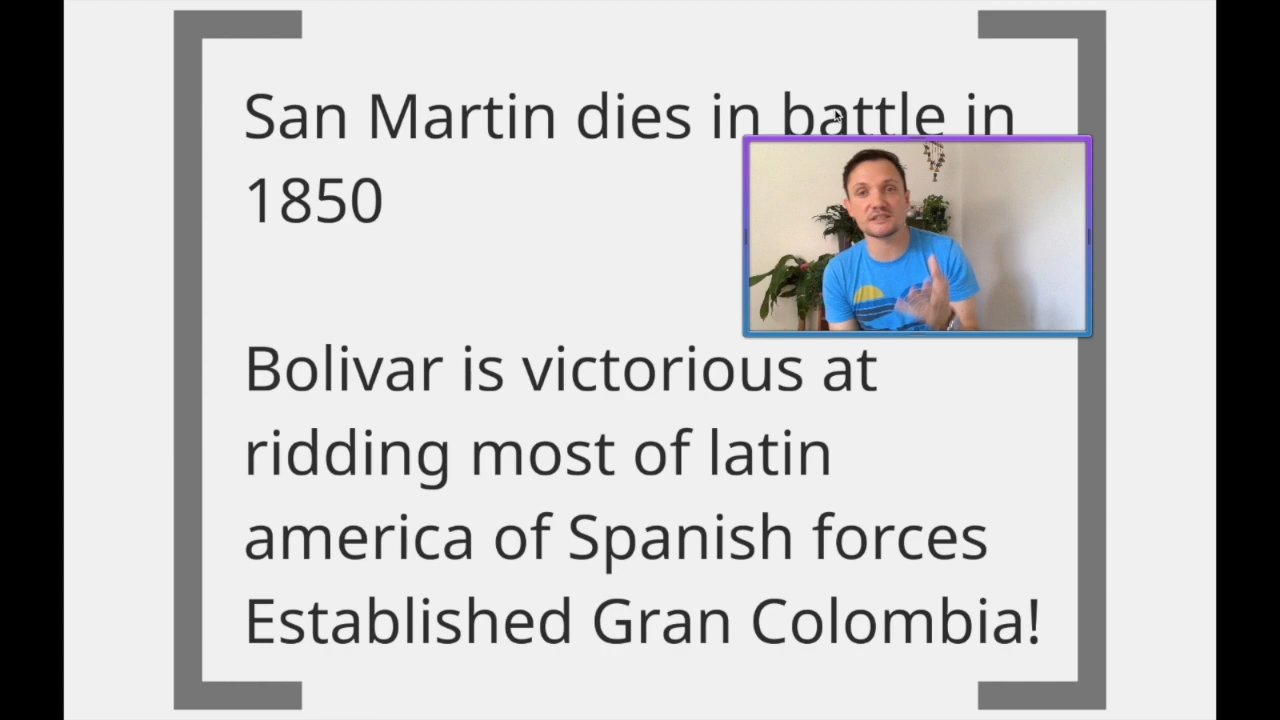 San Martin dies in battle in
1850
Bolivar is victorious at
ridding most of latin
america of Spanish forces
Established Gran Colombia!